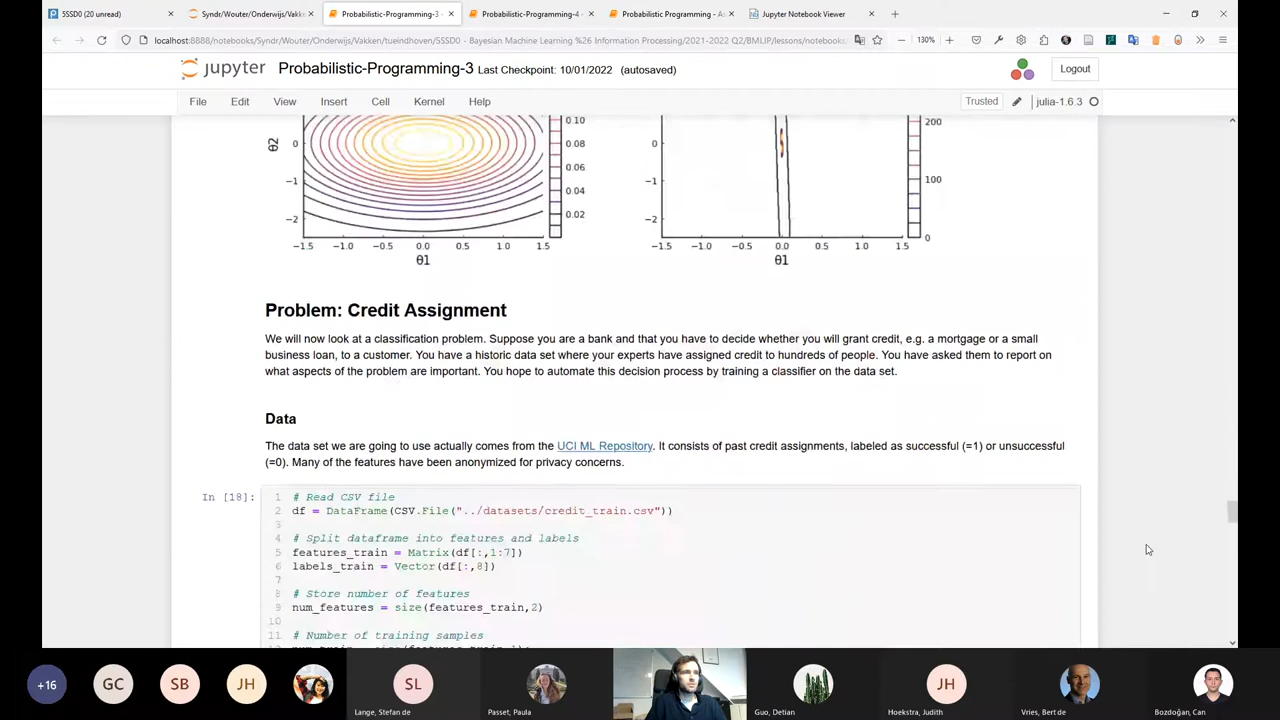 5SSD0 (20 unread)
Syndr/Wouter/Onderwijs/Vakke
Probabilistic-Programming-3 -
Probabilistic-Programming-4 -
Probabilistic Programming - As
Jupyter Notebook Viewer
localhost:8888/notebooks/Syndr/Wouter/Onderwijs/Vakken/tueindhoven/5SSD0 - Bayesian Machine Learning %26 Information Processing/2021-2022 Q2/BMLIP/lessons/notebooks/
130%
jupyter Probabilistic-Programming-3 Last Checkpoint: 10/01/2022 (autosaved)
Logout
File Edit View Insert Cell Kernel Help
Trusted
julia-1.6.3
θ2
0
−1
−2
−1.5 −1.0 −0.5 0.0 0.5 1.0 1.5
θ1
0.10
0.08
0.06
0.04
0.02
0
−1
−2
−1.5 −1.0 −0.5 0.0 0.5 1.0 1.5
θ1
200
100
0
Problem: Credit Assignment
We will now look at a classification problem. Suppose you are a bank and that you have to decide whether you will grant credit, e.g. a mortgage or a small
business loan, to a customer. You have a historic data set where your experts have assigned credit to hundreds of people. You have asked them to report on
what aspects of the problem are important. You hope to automate this decision process by training a classifier on the data set.
Data
The data set we are going to use actually comes from the UCI ML Repository. It consists of past credit assignments, labeled as successful (=1) or unsuccessful
(=0). Many of the features have been anonymized for privacy concerns.
In [18]:
1 # Read CSV file
2 df = DataFrame(CSV.File("../datasets/credit_train.csv"))
3
4 # Split dataframe into features and labels
5 features_train = Matrix(df[:,1:7])
6 labels_train = Vector(df[:,8])
7
8 # Store number of features
9 num_features = size(features_train,2)
10
11 # Number of training samples
+16
GC
SB
JH
SL
Lange, Stefan de
Passet, Paula
Guo, Detian
JH
Hoekstra, Judith
Vries, Bert de
Bozdoğan, Can